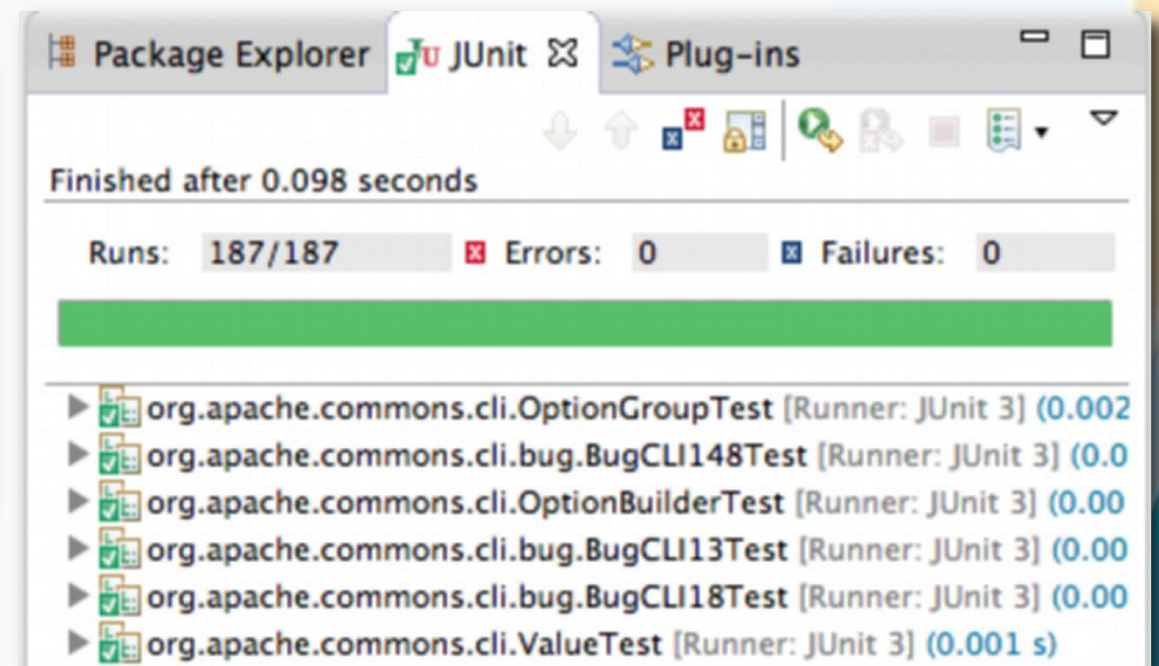 Package Explorer JUnit Plug-ins
Finished after 0.098 seconds
Runs: 187/187 Errors: 0 Failures: 0
org.apache.commons.cli.OptionGroupTest [Runner: JUnit 3] (0.002
org.apache.commons.cli.bug.BugCLI148Test [Runner: JUnit 3] (0.0
org.apache.commons.cli.OptionBuilderTest [Runner: JUnit 3] (0.00
org.apache.commons.cli.bug.BugCLI13Test [Runner: JUnit 3] (0.00
org.apache.commons.cli.bug.BugCLI18Test [Runner: JUnit 3] (0.00
org.apache.commons.cli.ValueTest [Runner: JUnit 3] (0.001 s)